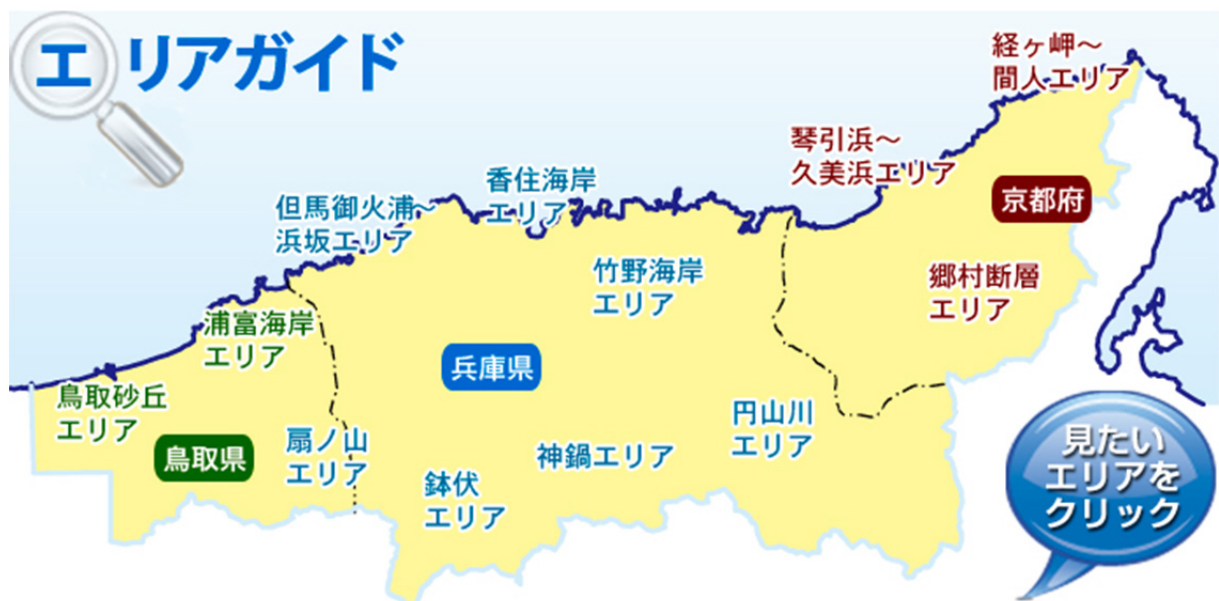 エリアガイド
経ヶ岬～
間人エリア
琴引浜～
久美浜エリア
香住海岸
エリア
但馬御火浦～
浜坂エリア
京都府
竹野海岸
エリア
郷村断層
エリア
浦富海岸
エリア
兵庫県
鳥取砂丘
エリア
鳥取県
扇ノ山
エリア
鉢伏
エリア
神鍋エリア
円山川
エリア
見たい
エリアを
クリック